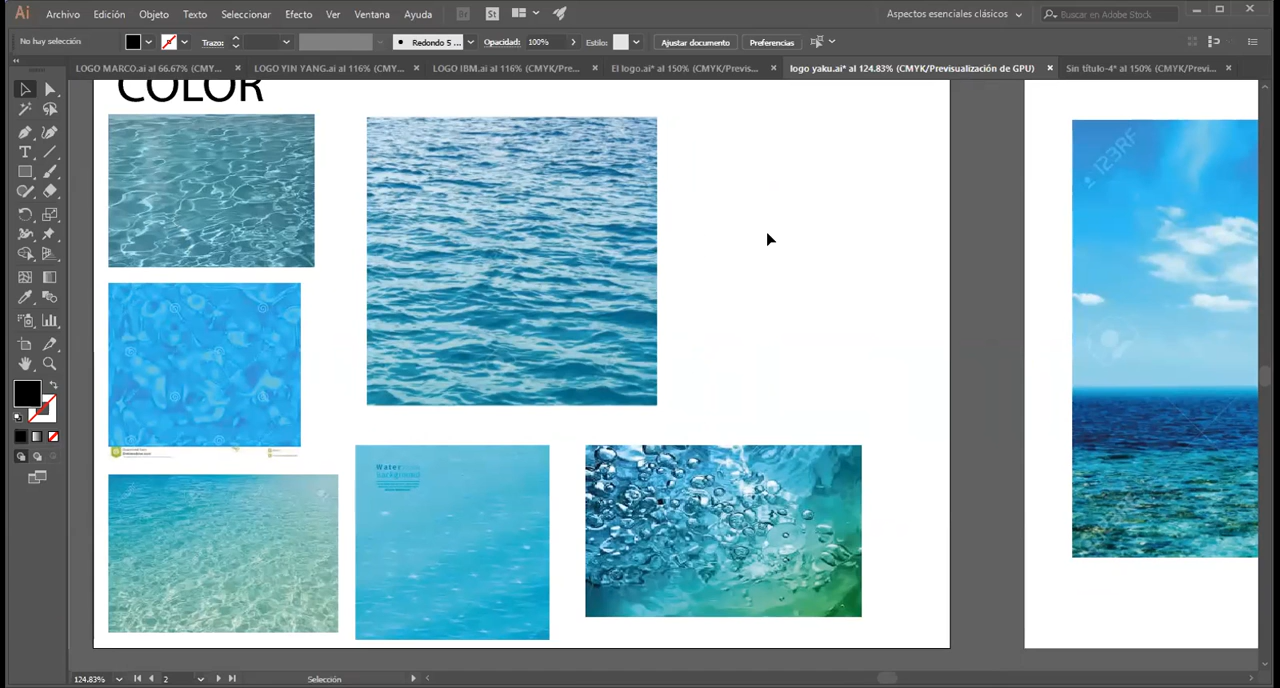 Ai Archivo Edición Objeto Texto Seleccionar Efecto Ver Ventana Ayuda Br St Aspectos esenciales clásicos Buscar en Adobe Stock
No hay selección Trazo: Redondo 5 ... Opacidad: 100% Estilo: Ajustar documento Preferencias
LOGO MARCO.ai al 66.67% (CMY... LOGO YIN YANG.ai al 116% (CMY... LOGO IBM.ai al 116% (CMYK/Pre... El logo.ai* al 150% (CMYK/Previs... logo yaku.ai* al 124.83% (CMYK/Previsualización de GPU) Sin título-4* al 150% (CMYK/Previ...
COLOR
123RF
Water
background
124.83% 2 Selección